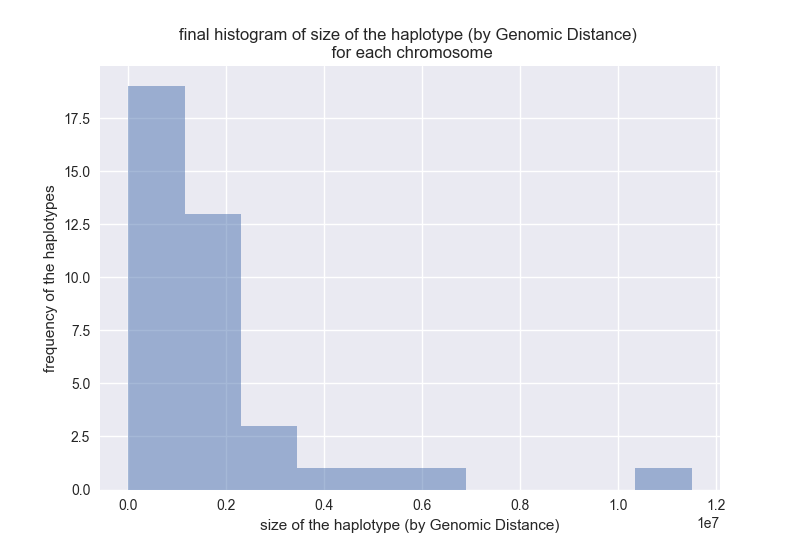 final histogram of size of the haplotype (by Genomic Distance)
for each chromosome
frequency of the haplotypes
17.5
15.0
12.5
10.0
7.5
5.0
2.5
0.0
0.0 0.2 0.4 0.6 0.8 1.0 1.2
1e7
size of the haplotype (by Genomic Distance)